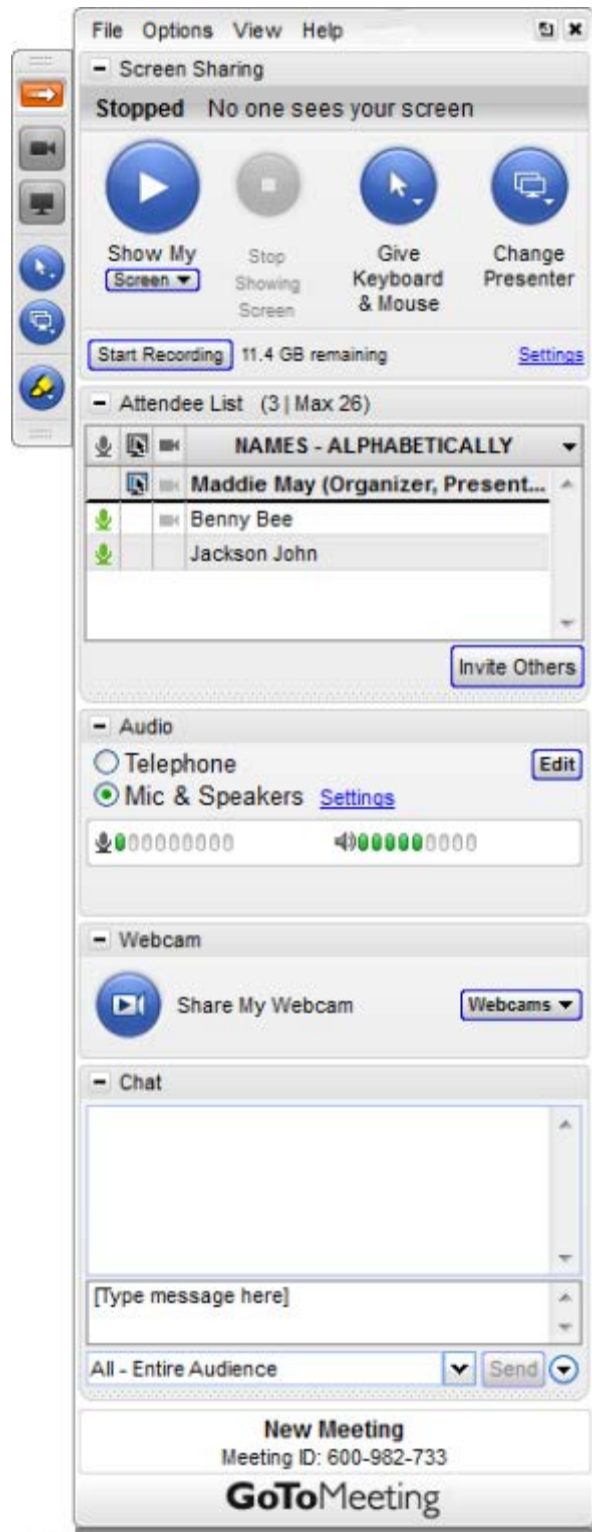 File Options View Help
Screen Sharing
Stopped No one sees your screen
Show My
Screen
Stop
Showing
Screen
Give
Keyboard
& Mouse
Change
Presenter
Start Recording 11.4 GB remaining Settings
Attendee List (3 | Max 26)
NAMES - ALPHABETICALLY
Maddie May (Organizer, Present...
Benny Bee
Jackson John
Invite Others
Audio
Telephone
Edit
Mic & Speakers Settings
Webcam
Share My Webcam Webcams
Chat
[Type message here]
All - Entire Audience Send
New Meeting
Meeting ID: 600-982-733
GoToMeeting